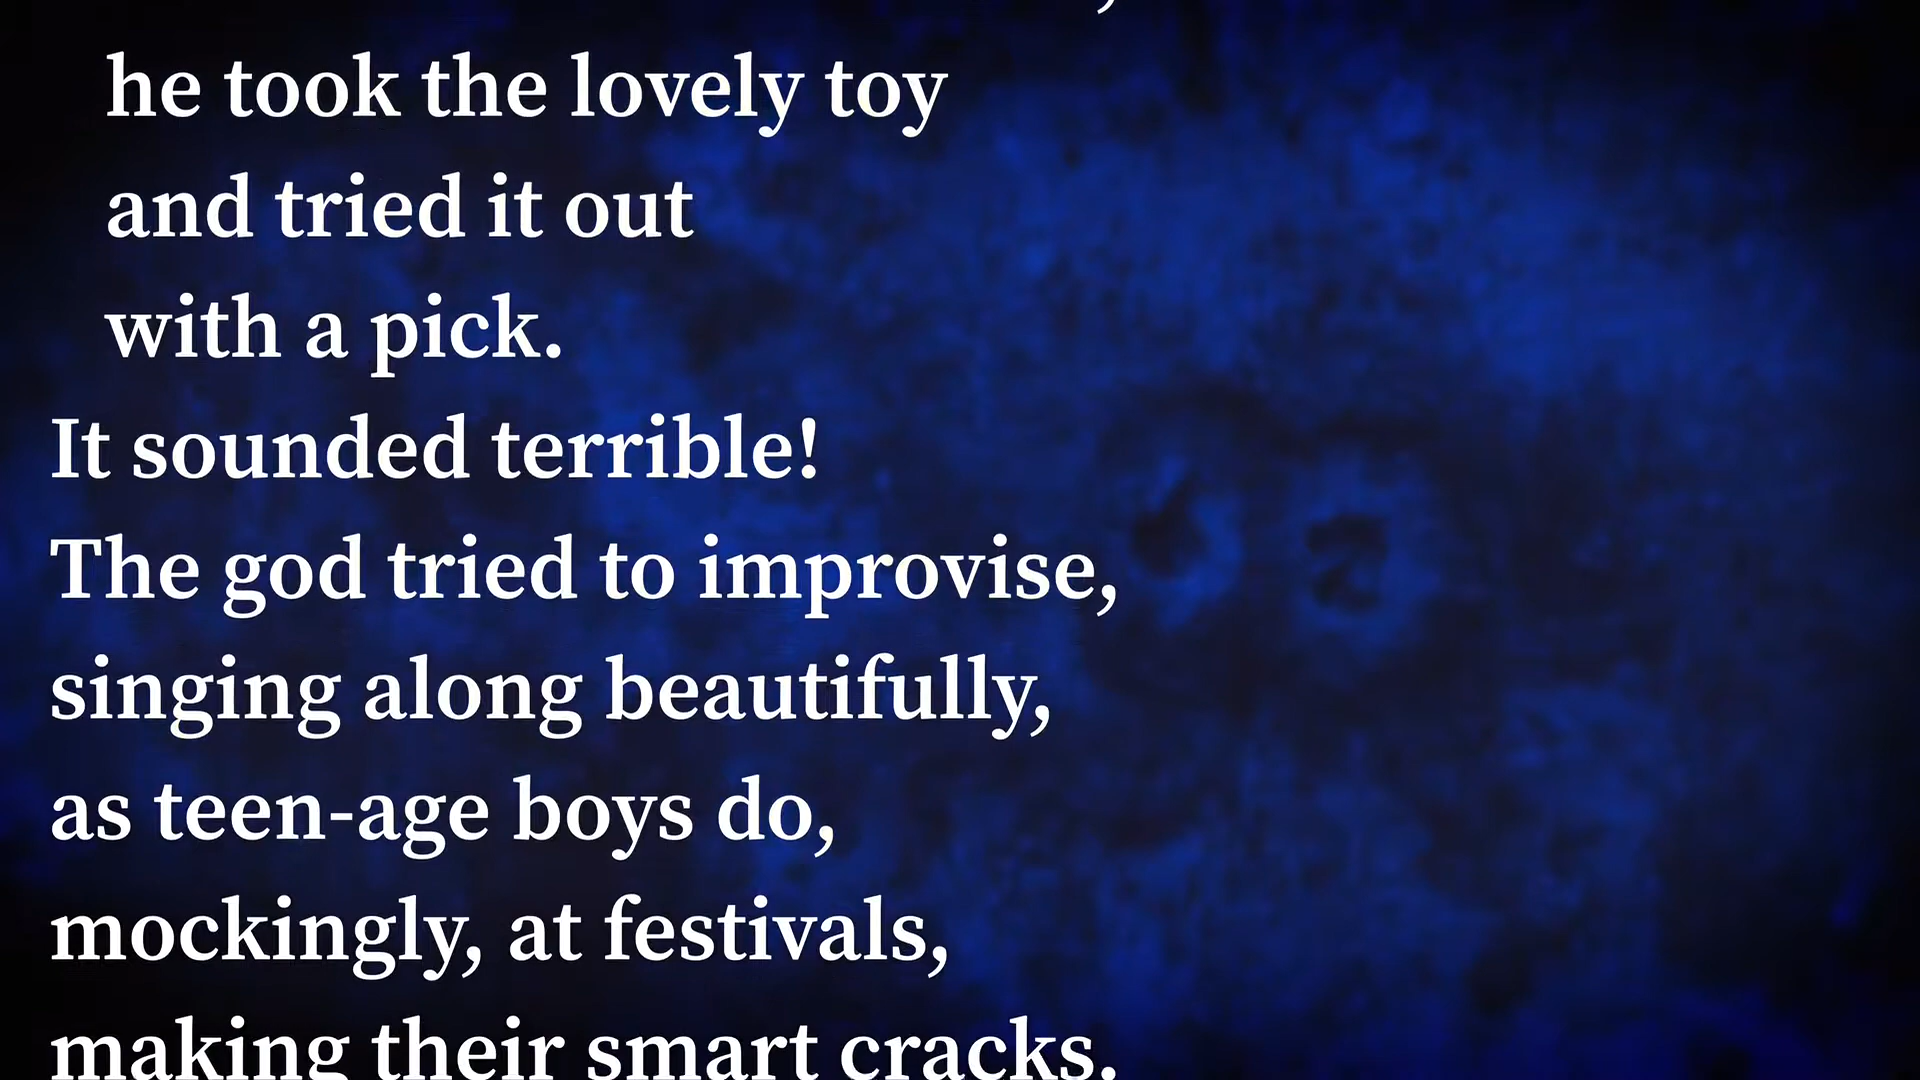 he took the lovely toy
and tried it out
with a pick.
It sounded terrible!
The god tried to improvise,
singing along beautifully,
as teen-age boys do,
mockingly, at festivals,
making their smart cracks.